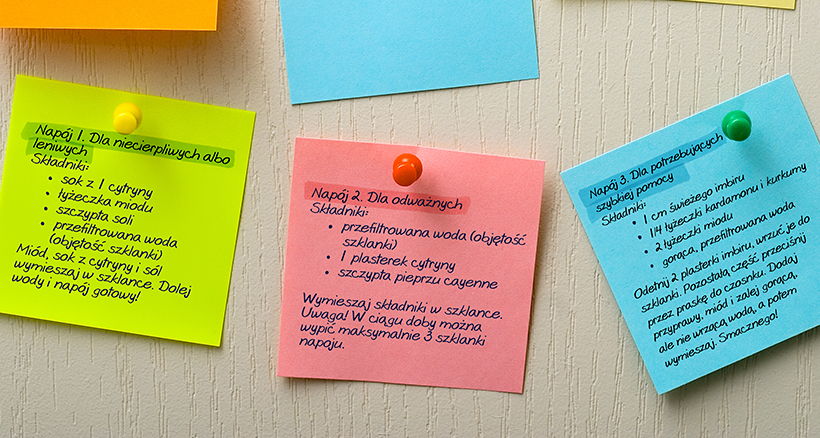 Napój 1. Dla niecierpliwych albo
leniwych
Składniki:
• sok z 1 cytryny
• łyżeczka miodu
• szczypta soli
• przefiltrowana woda
(objętość szklanki)
Miód, sok z cytryny i sól
wymieszaj w szklance. Dolej
wody i napój gotowy!
Napój 2. Dla odważnych
Składniki:
• przefiltrowana woda (objętość
szklanki)
• 1 plasterek cytryny
• szczypta pieprzu cayenne
Wymieszaj składniki w szklance.
Uwaga! W ciągu doby można
wypić maksymalnie 3 szklanki
napoju.
Napój 3. Dla potrzebujących
szybkiej pomocy
Składniki:
• 1 cm świeżego imbiru
• 1/4 łyżeczki kardamonu i kurkumy
• 2 łyżeczki miodu
• gorąca, przefiltrowana woda
Odetnij 2 plasterki imbiru, wrzuć je do
szklanki. Pozostałą część przeciśnij
przez praskę do czosnku. Dodaj
przyprawy, miód i zalej gorącą,
ale nie wrzącą wodą, a potem
wymieszaj. Smacznego!